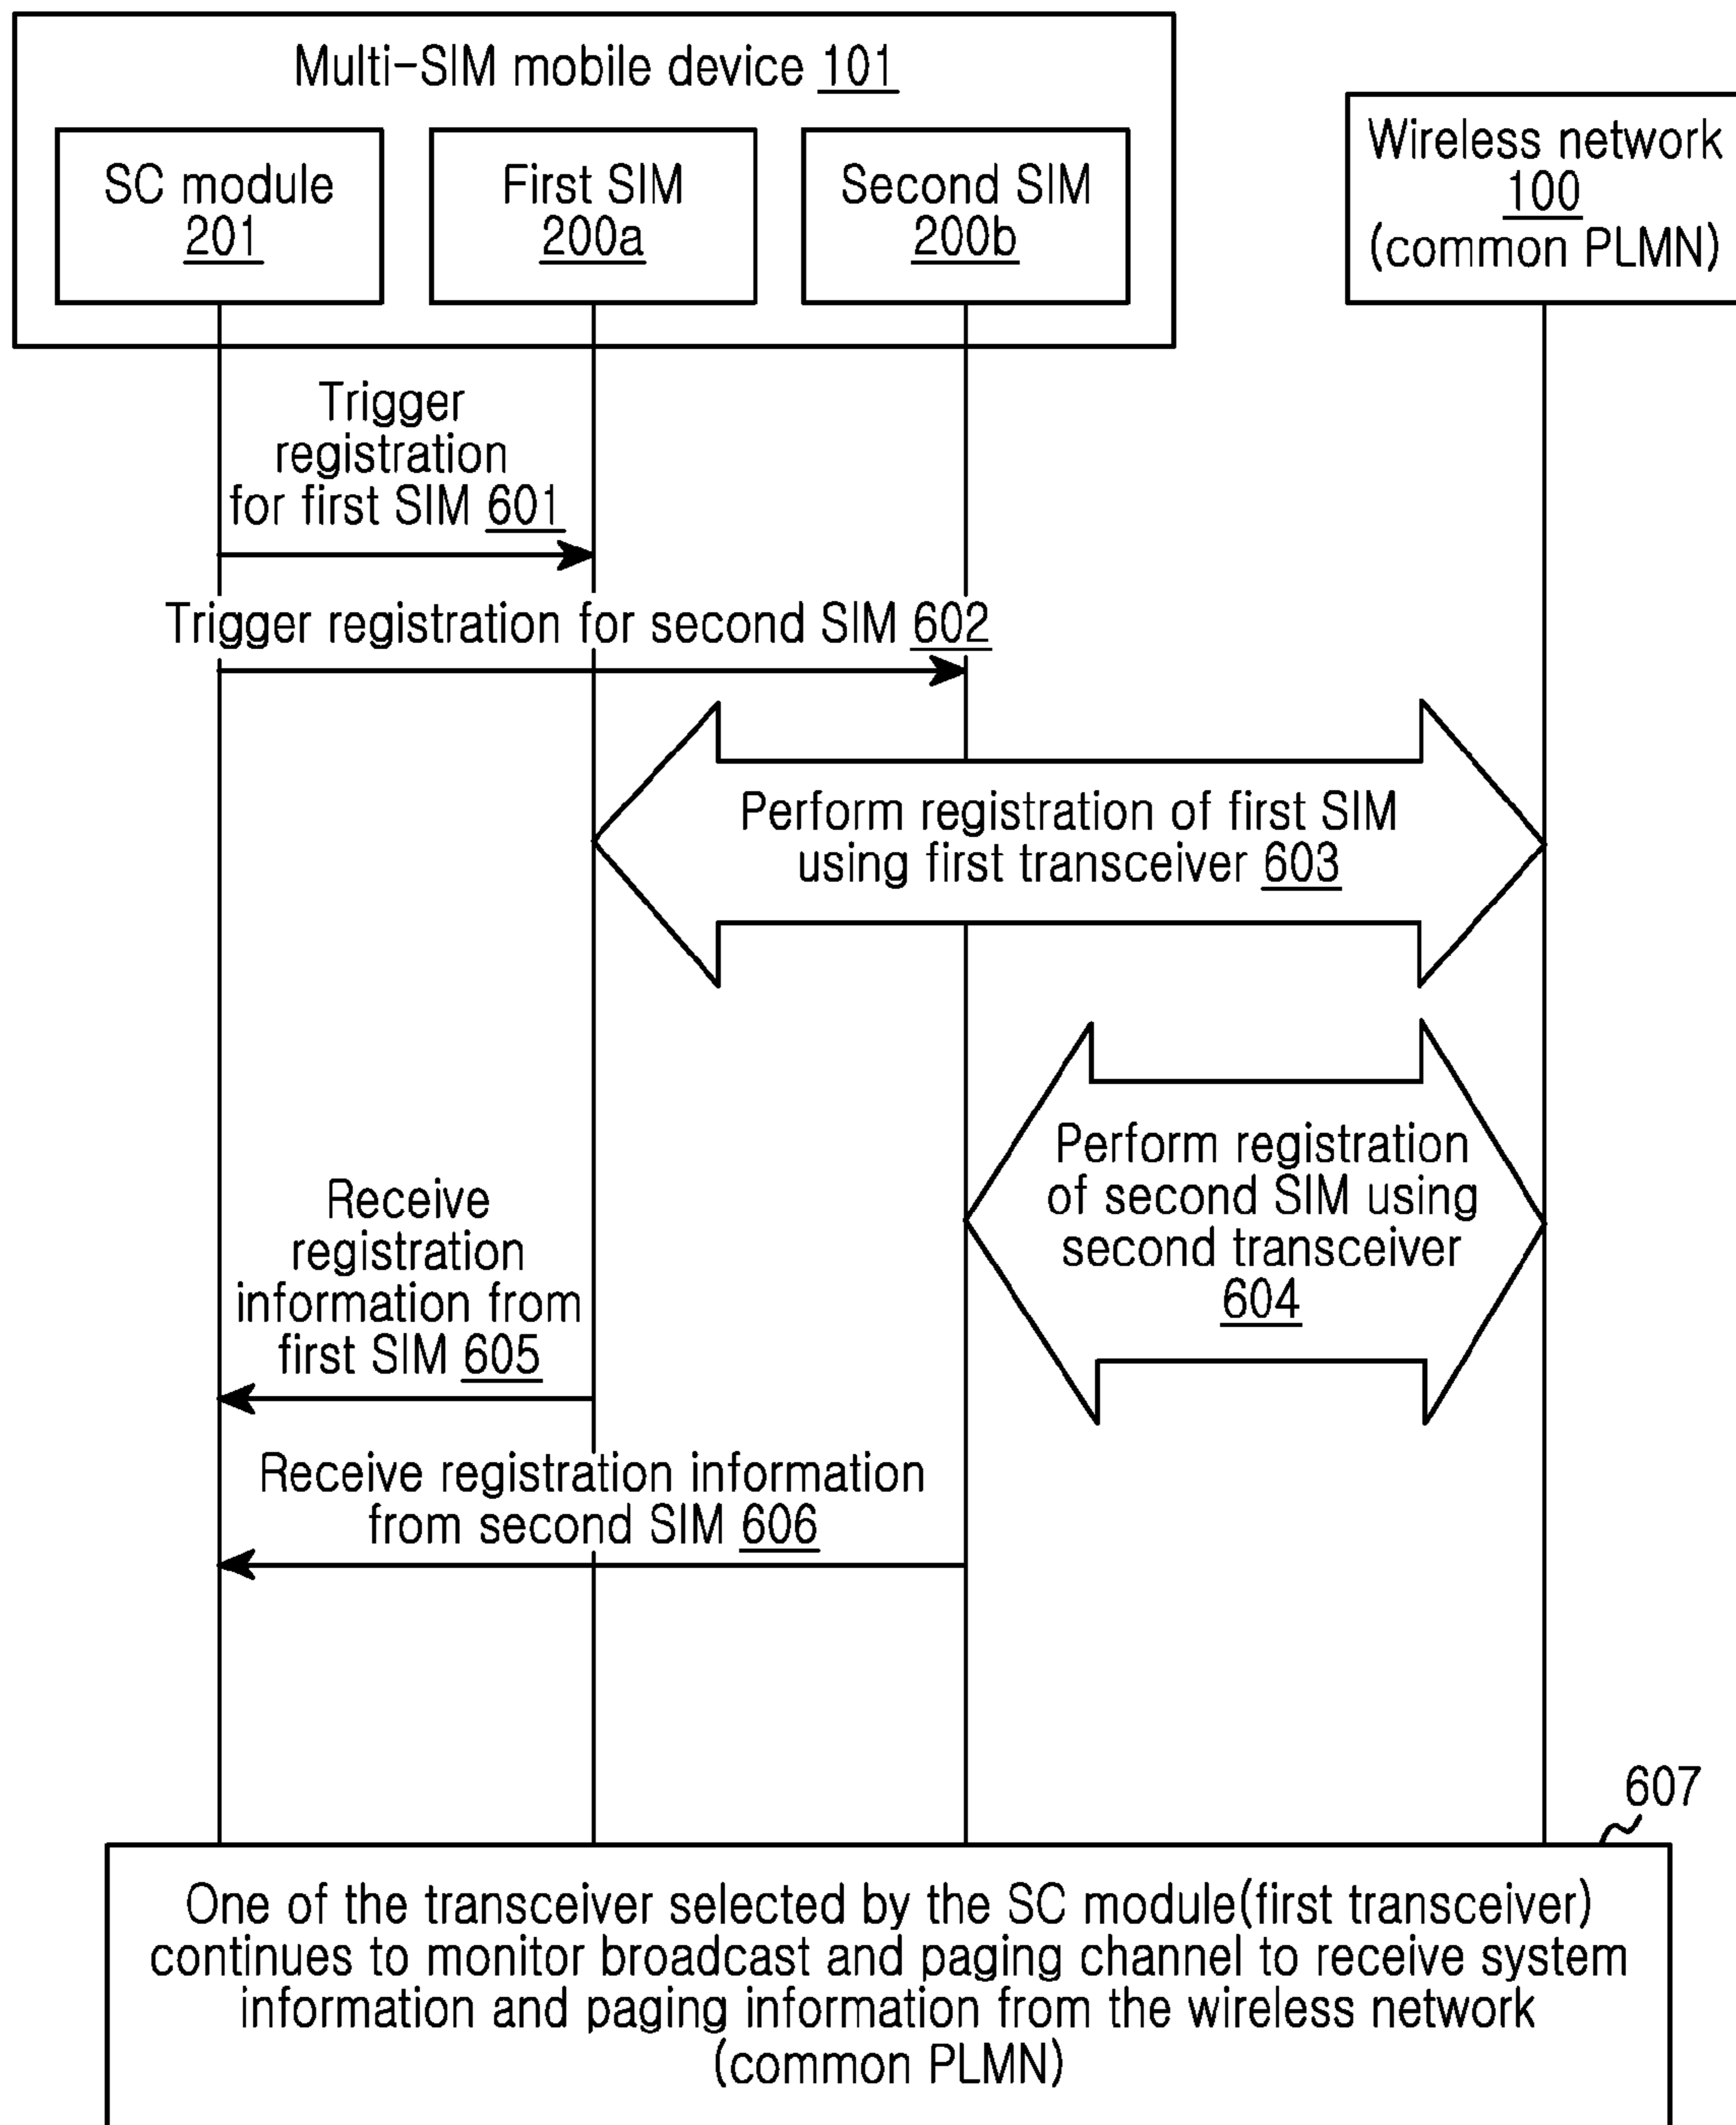 Multi-SIM mobile device 101
SC module
201
First SIM
200a
Second SIM
200b
Wireless network
100
(common PLMN)
Trigger
registration
for first SIM 601
Trigger registration for second SIM 602
Perform registration of first SIM
using first transceiver 603
Perform registration
of second SIM using
second transceiver
604
Receive
registration
information from
first SIM 605
Receive registration information
from second SIM 606
607
One of the transceiver selected by the SC module(first transceiver)
continues to monitor broadcast and paging channel to receive system
information and paging information from the wireless network
(common PLMN)